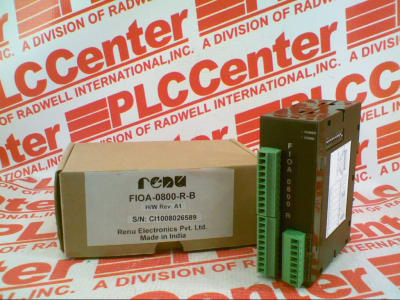 PLCCenter
A DIVISION OF RADWELL INTERNATIONAL, INC.
renu
FIOA-0800-R-B
H/W Rev. A1
S/N: CI1008026589
Renu Electronics Pvt. Ltd.
Made in India
FIOA 0800 R